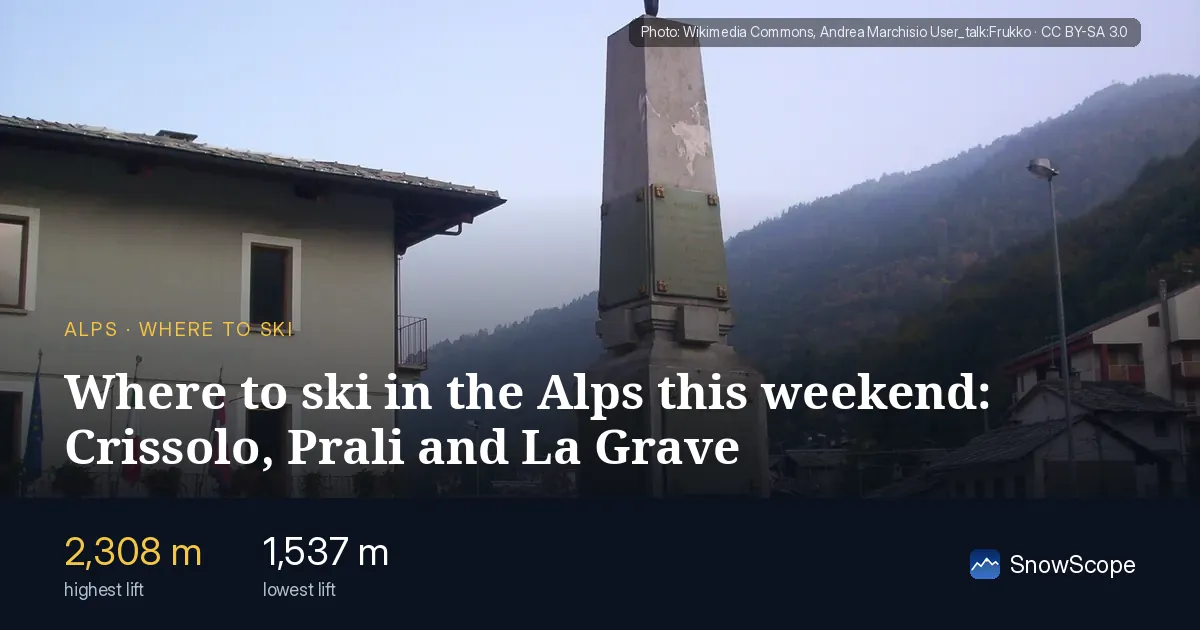 Photo: Wikimedia Commons, Andrea Marchisio User_talk:Frukko · CC BY-SA 3.0
ALPS · WHERE TO SKI
Where to ski in the Alps this weekend:
Crissolo, Prali and La Grave
2,308 m
highest lift
1,537 m
lowest lift
SnowScope